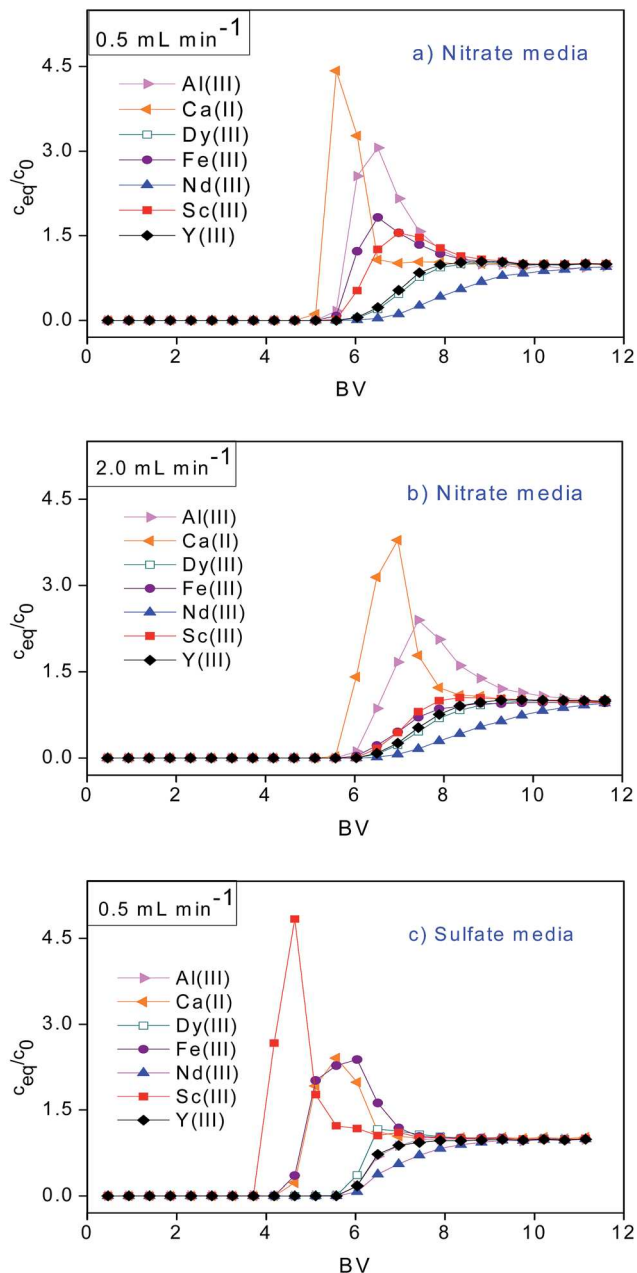 0.5 mL min-1
a) Nitrate media
4.5
3.0
1.5
0.0
ceq/c0
Al(III)
Ca(II)
Dy(III)
Fe(III)
Nd(III)
Sc(III)
Y(III)
0 2 4 6 8 10 12
BV
2.0 mL min-1
b) Nitrate media
4.5
3.0
1.5
0.0
ceq/c0
Al(III)
Ca(II)
Dy(III)
Fe(III)
Nd(III)
Sc(III)
Y(III)
0 2 4 6 8 10 12
BV
0.5 mL min-1
c) Sulfate media
4.5
3.0
1.5
0.0
ceq/c0
Al(III)
Ca(II)
Dy(III)
Fe(III)
Nd(III)
Sc(III)
Y(III)
0 2 4 6 8 10 12
BV